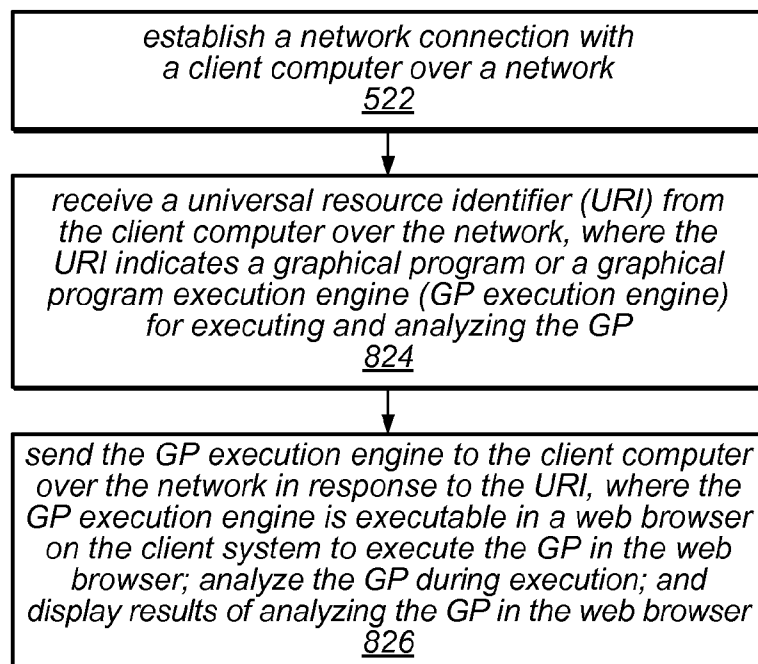 establish a network connection with
a client computer over a network
522
receive a universal resource identifier (URI) from
the client computer over the network, where the
URI indicates a graphical program or a graphical
program execution engine (GP execution engine)
for executing and analyzing the GP
824
send the GP execution engine to the client computer
over the network in response to the URI, where the
GP execution engine is executable in a web browser
on the client system to execute the GP in the web
browser; analyze the GP during execution; and
display results of analyzing the GP in the web browser
826